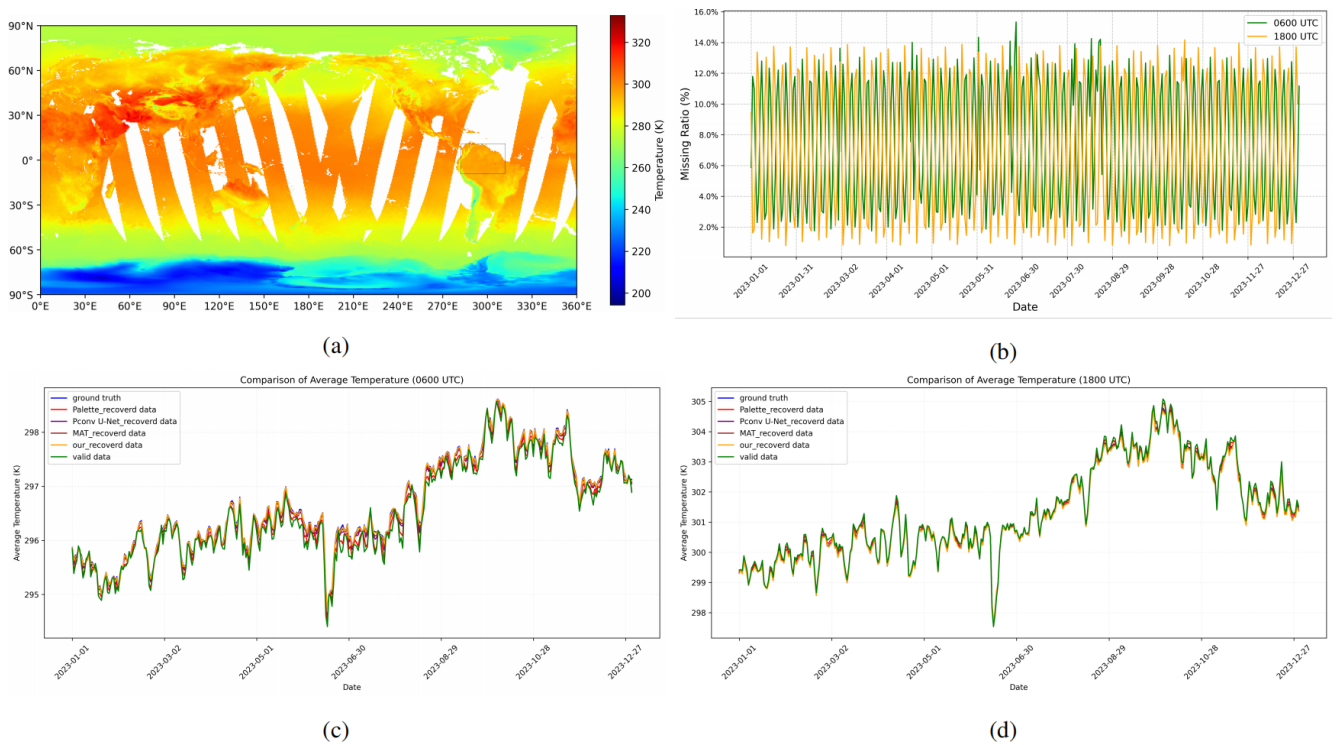 90°N
60°N
30°N
0°
30°S
60°S
90°S
0°E 30°E 60°E 90°E 120°E 150°E 180°E 210°E 240°E 270°E 300°E 330°E 360°E
320
300
280
260
240
220
200
Temperature (K)
(a)
16.0%
14.0%
12.0%
10.0%
8.0%
6.0%
4.0%
2.0%
Missing Ratio (%)
0600 UTC
1800 UTC
2023-01-01
2023-01-31
2023-03-02
2023-04-01
2023-05-01
2023-05-31
2023-06-30
2023-07-30
2023-08-29
2023-09-28
2023-10-28
2023-11-27
2023-12-27
Date
(b)
Comparison of Average Temperature (0600 UTC)
ground truth
Palette_recoverd data
Pconv U-Net_recoverd data
MAT_recoverd data
our_recoverd data
valid data
298
297
296
295
Average Temperature (K)
2023-01-01
2023-03-02
2023-05-01
2023-06-30
2023-08-29
2023-10-28
2023-12-27
Date
(c)
Comparison of Average Temperature (1800 UTC)
ground truth
Palette_recoverd data
Pconv U-Net_recoverd data
MAT_recoverd data
our_recoverd data
valid data
305
304
303
302
301
300
299
298
Average Temperature (K)
2023-01-01
2023-03-02
2023-05-01
2023-06-30
2023-08-29
2023-10-28
2023-12-27
Date
(d)